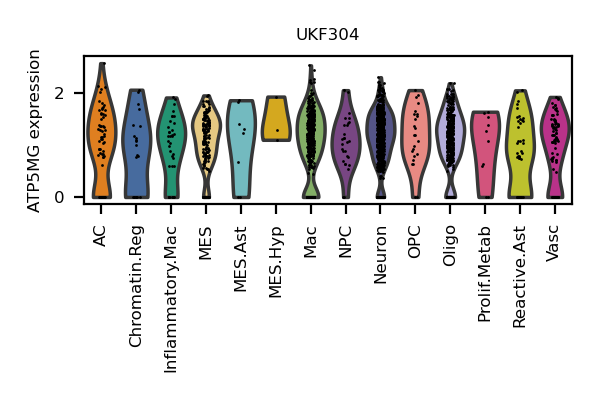 UKF304
ATP5MG expression
2
0
AC
Chromatin.Reg
Inflammatory.Mac
MES
MES.Ast
MES.Hyp
Mac
NPC
Neuron
OPC
Oligo
Prolif.Metab
Reactive.Ast
Vasc